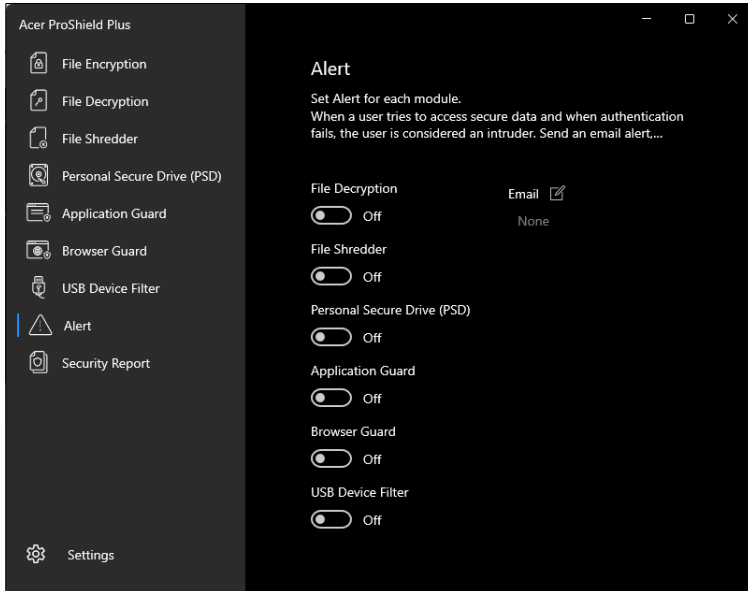 Acer ProShield Plus
File Encryption
File Decryption
File Shredder
Personal Secure Drive (PSD)
Application Guard
Browser Guard
USB Device Filter
Alert
Security Report
Settings
Alert
Set Alert for each module.
When a user tries to access secure data and when authentication
fails, the user is considered an intruder. Send an email alert,...
File Decryption
Off
Email
None
File Shredder
Off
Personal Secure Drive (PSD)
Off
Application Guard
Off
Browser Guard
Off
USB Device Filter
Off